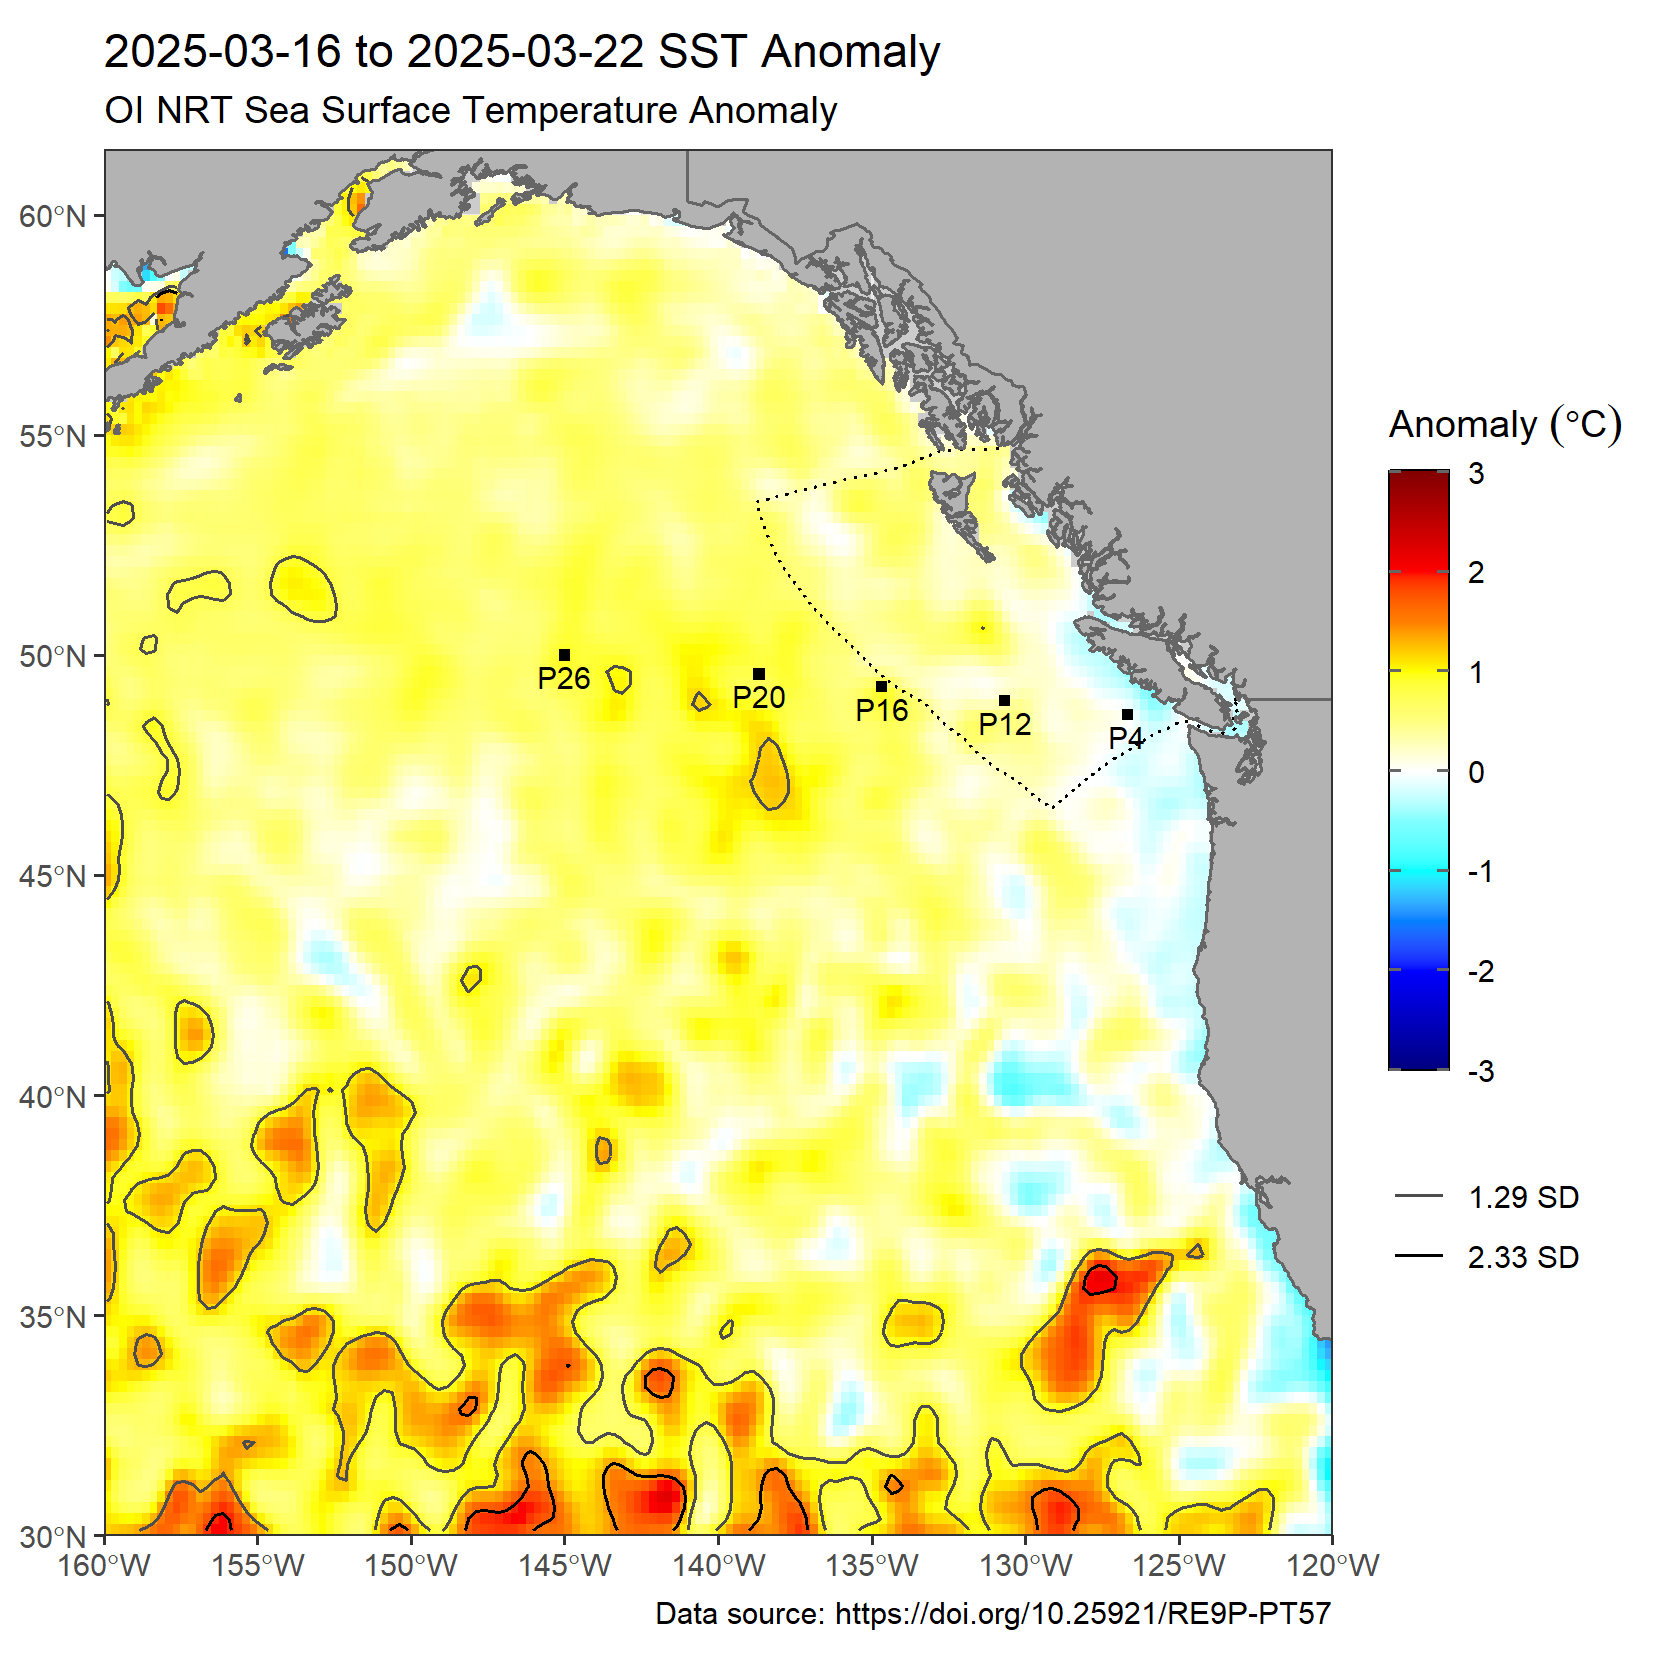 2025-03-16 to 2025-03-22 SST Anomaly
OI NRT Sea Surface Temperature Anomaly
60°N
55°N
50°N
45°N
40°N
35°N
30°N
P26
P20
P16
P12
P4
160°W
155°W
150°W
145°W
140°W
135°W
130°W
125°W
120°W
Anomaly (°C)
3
2
1
0
-1
-2
-3
1.29 SD
2.33 SD
Data source: https://doi.org/10.25921/RE9P-PT57